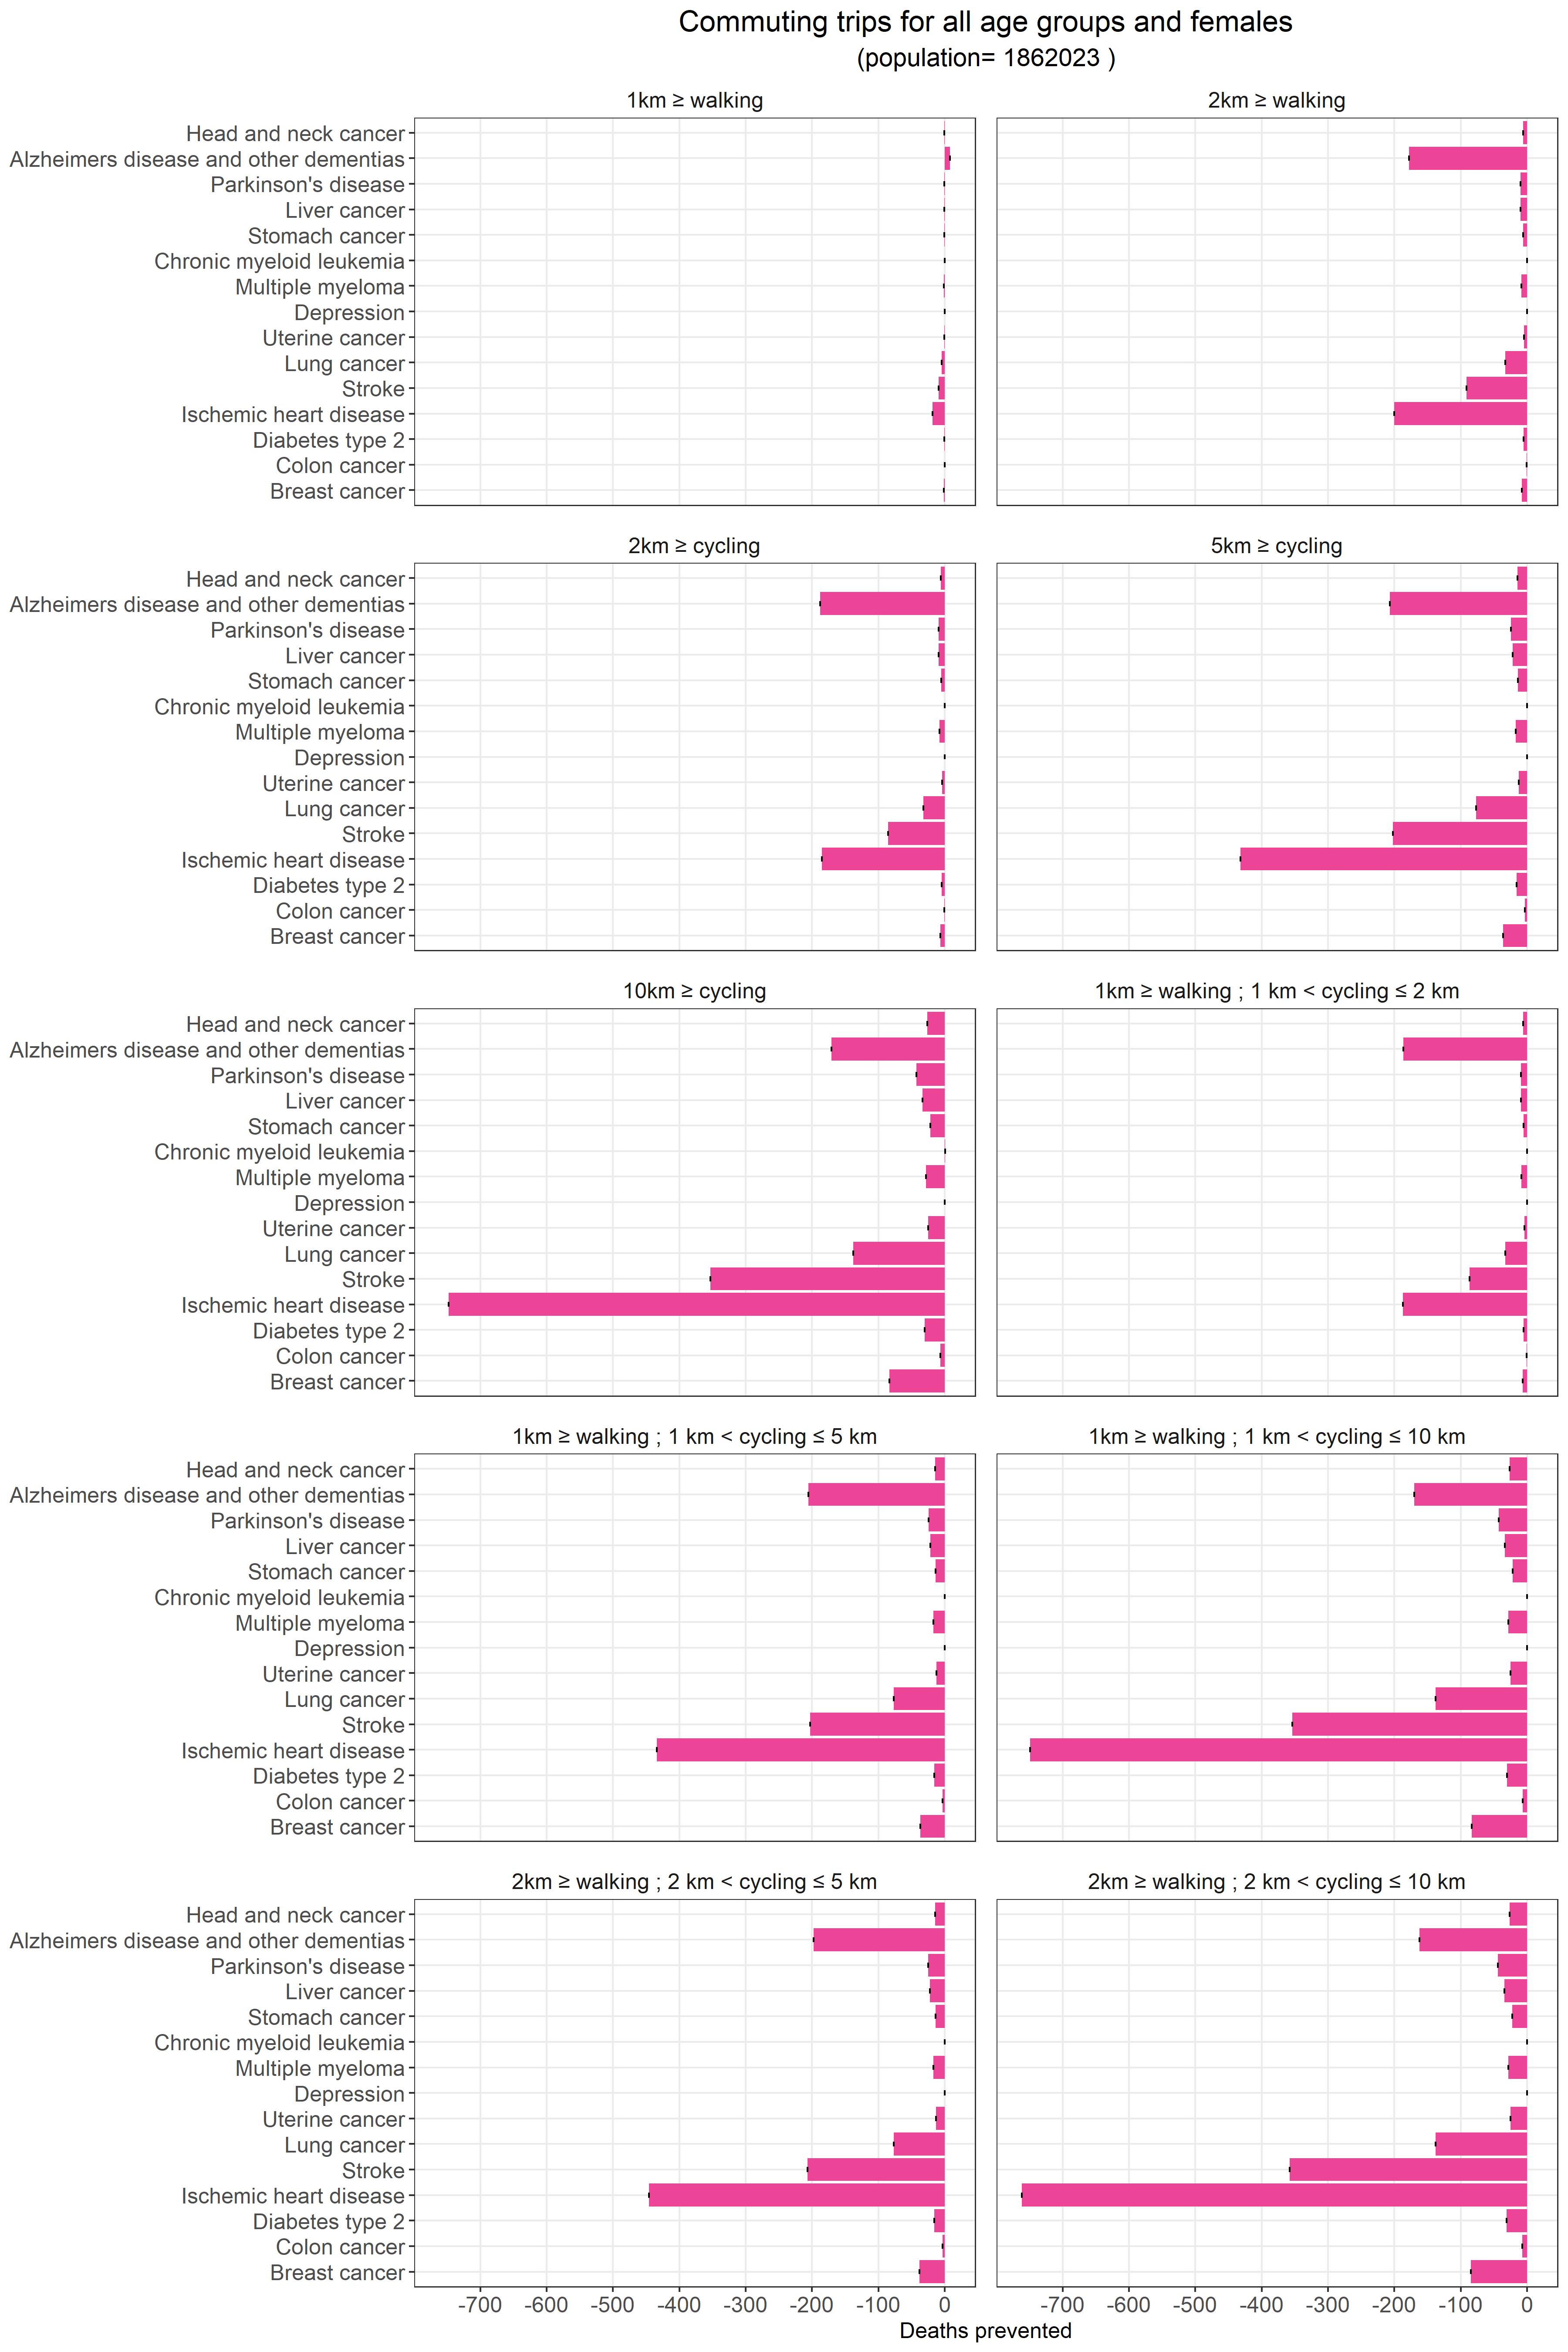 Commuting trips for all age groups and females
(population= 1862023 )
1km ≥ walking
2km ≥ walking
Head and neck cancer
Alzheimers disease and other dementias
Parkinson's disease
Liver cancer
Stomach cancer
Chronic myeloid leukemia
Multiple myeloma
Depression
Uterine cancer
Lung cancer
Stroke
Ischemic heart disease
Diabetes type 2
Colon cancer
Breast cancer
2km ≥ cycling
5km ≥ cycling
Head and neck cancer
Alzheimers disease and other dementias
Parkinson's disease
Liver cancer
Stomach cancer
Chronic myeloid leukemia
Multiple myeloma
Depression
Uterine cancer
Lung cancer
Stroke
Ischemic heart disease
Diabetes type 2
Colon cancer
Breast cancer
10km ≥ cycling
1km ≥ walking ; 1 km < cycling ≤ 2 km
Head and neck cancer
Alzheimers disease and other dementias
Parkinson's disease
Liver cancer
Stomach cancer
Chronic myeloid leukemia
Multiple myeloma
Depression
Uterine cancer
Lung cancer
Stroke
Ischemic heart disease
Diabetes type 2
Colon cancer
Breast cancer
1km ≥ walking ; 1 km < cycling ≤ 5 km
1km ≥ walking ; 1 km < cycling ≤ 10 km
Head and neck cancer
Alzheimers disease and other dementias
Parkinson's disease
Liver cancer
Stomach cancer
Chronic myeloid leukemia
Multiple myeloma
Depression
Uterine cancer
Lung cancer
Stroke
Ischemic heart disease
Diabetes type 2
Colon cancer
Breast cancer
2km ≥ walking ; 2 km < cycling ≤ 5 km
2km ≥ walking ; 2 km < cycling ≤ 10 km
Head and neck cancer
Alzheimers disease and other dementias
Parkinson's disease
Liver cancer
Stomach cancer
Chronic myeloid leukemia
Multiple myeloma
Depression
Uterine cancer
Lung cancer
Stroke
Ischemic heart disease
Diabetes type 2
Colon cancer
Breast cancer
-700 -600 -500 -400 -300 -200 -100 0
-700 -600 -500 -400 -300 -200 -100 0
Deaths prevented